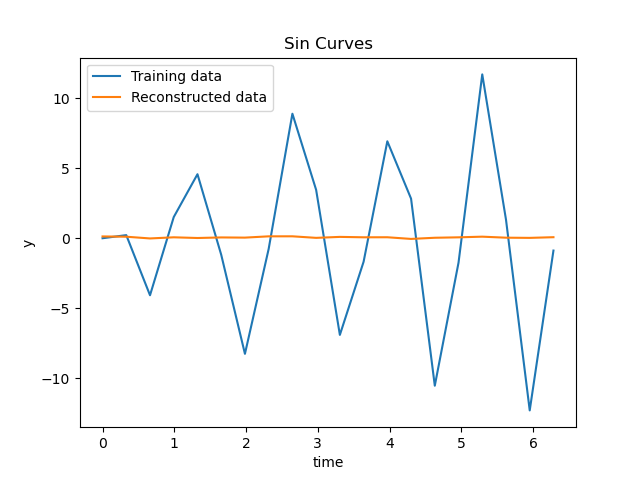 Sin Curves
Training data
Reconstructed data
10
5
0
−5
−10
y
0 1 2 3 4 5 6
time